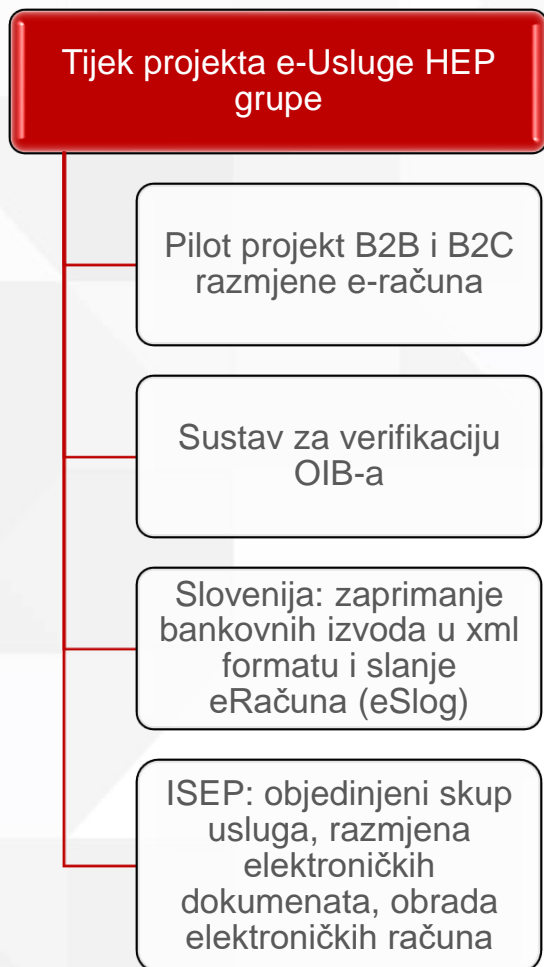 Tijek projekta e-Usluge HEP
grupe
Pilot projekt B2B i B2C
razmjene e-računa
Sustav za verifikaciju
OIB-a
Slovenija: zaprimanje
bankovnih izvoda u xml
formatu i slanje
eRačuna (eSlog)
ISEP: objedinjeni skup
usluga, razmjena
elektroničkih
dokumenata, obrada
elektroničkih računa